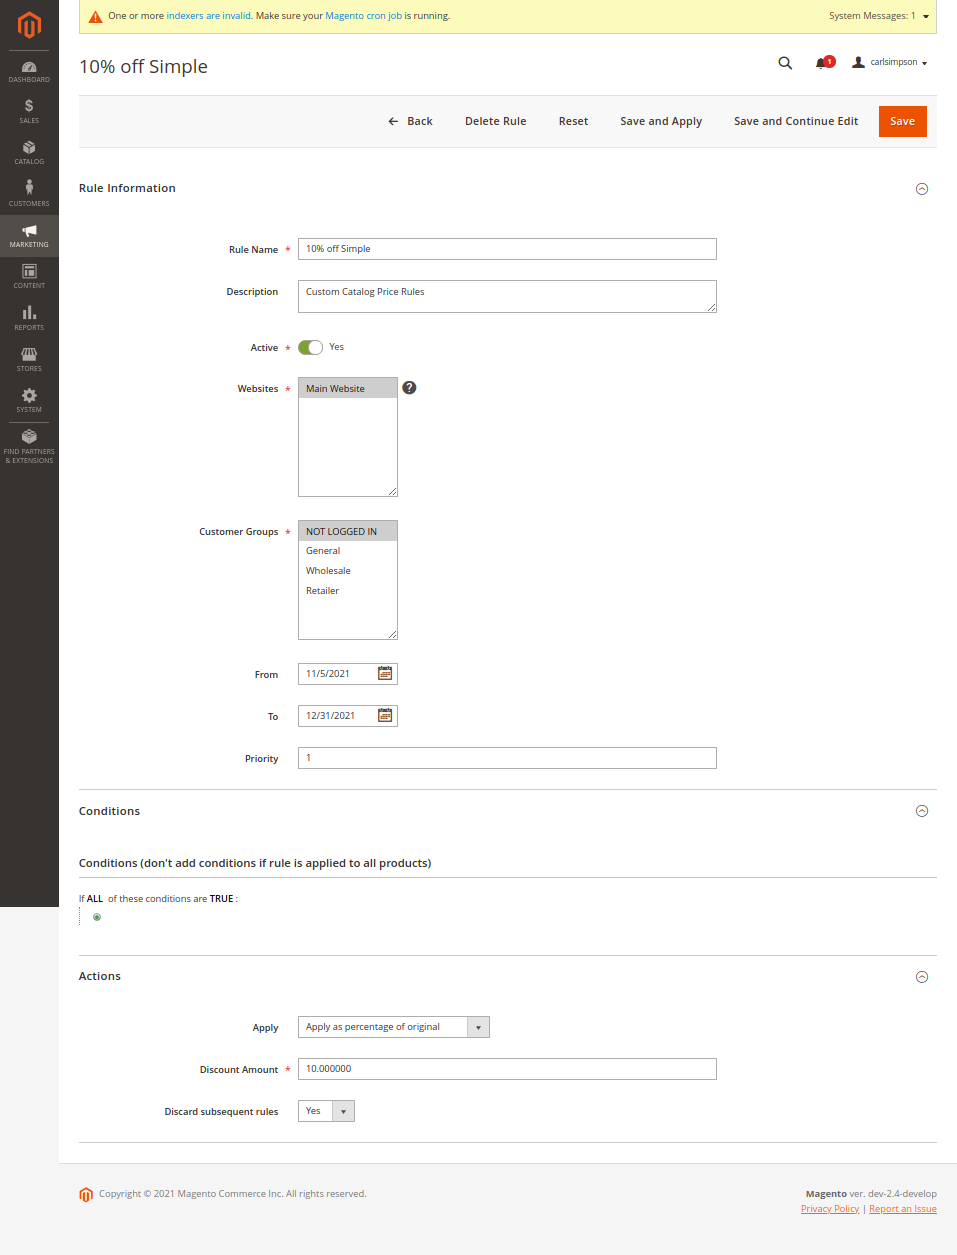 One or more indexers are invalid. Make sure your Magento cron job is running.
System Messages: 1
10% off Simple
1
carlsimpson
DASHBOARD
SALES
CATALOG
CUSTOMERS
MARKETING
CONTENT
REPORTS
STORES
SYSTEM
FIND PARTNERS
& EXTENSIONS
Back
Delete Rule
Reset
Save and Apply
Save and Continue Edit
Save
Rule Information
Rule Name *
10% off Simple
Description
Custom Catalog Price Rules
Active *
Yes
Websites *
Main Website
?
Customer Groups *
NOT LOGGED IN
General
Wholesale
Retailer
From
11/5/2021
To
12/31/2021
Priority
1
Conditions
Conditions (don't add conditions if rule is applied to all products)
If ALL of these conditions are TRUE :
Actions
Apply
Apply as percentage of original
Discount Amount *
10.000000
Discard subsequent rules
Yes
Copyright © 2021 Magento Commerce Inc. All rights reserved.
Magento ver. dev-2.4-develop
Privacy Policy | Report an Issue